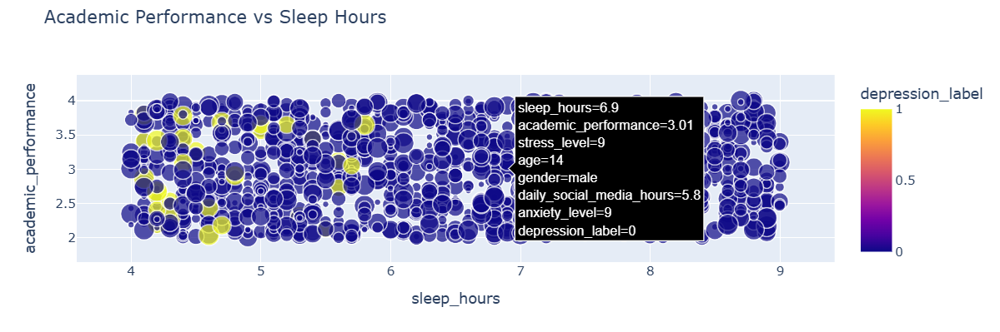 Academic Performance vs Sleep Hours
academic_performance
4
3.5
3
2.5
2
4
5
6
7
8
9
sleep_hours
sleep_hours=6.9
academic_performance=3.01
stress_level=9
age=14
gender=male
daily_social_media_hours=5.8
anxiety_level=9
depression_label=0
depression_label
1
0.5
0